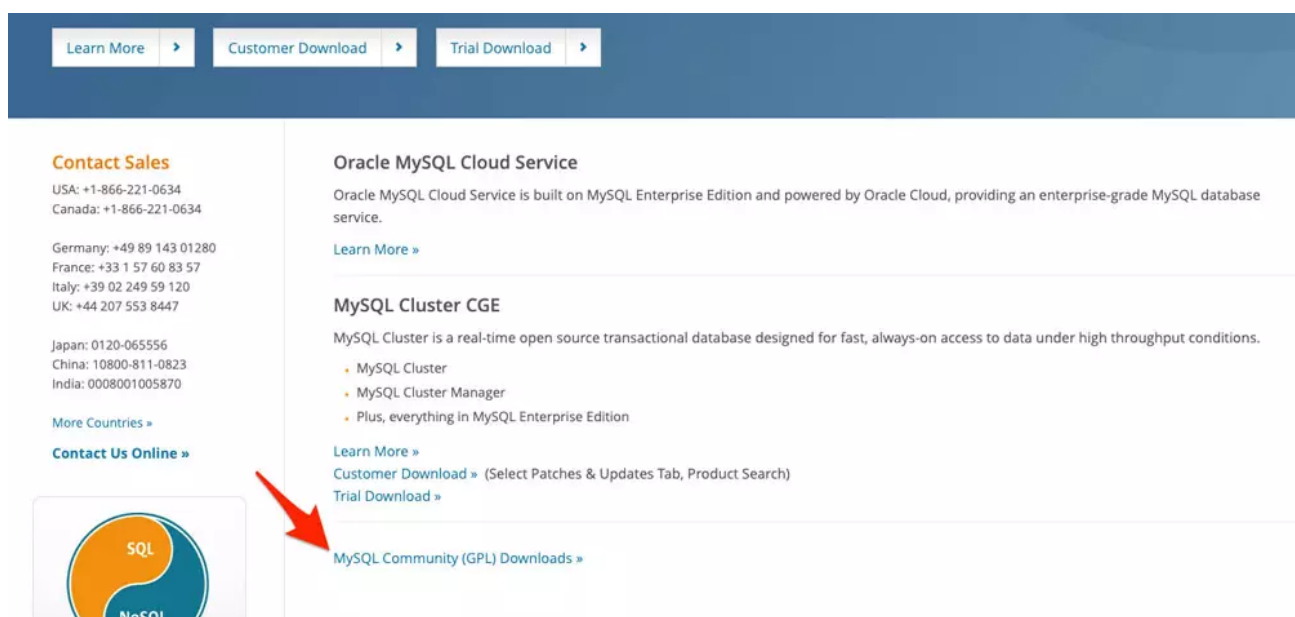 Learn More
Customer Download
Trial Download
Contact Sales
USA: +1-866-221-0634
Canada: +1-866-221-0634
Germany: +49 89 143 01280
France: +33 1 57 60 83 57
Italy: +39 02 249 59 120
UK: +44 207 553 8447
Japan: 0120-065556
China: 10800-811-0823
India: 0008001005870
More Countries »
Contact Us Online »
SQL
NoSQL
Oracle MySQL Cloud Service
Oracle MySQL Cloud Service is built on MySQL Enterprise Edition and powered by Oracle Cloud, providing an enterprise-grade MySQL database
service.
Learn More »
MySQL Cluster CGE
MySQL Cluster is a real-time open source transactional database designed for fast, always-on access to data under high throughput conditions.
• MySQL Cluster
• MySQL Cluster Manager
• Plus, everything in MySQL Enterprise Edition
Learn More »
Customer Download » (Select Patches & Updates Tab, Product Search)
Trial Download »
MySQL Community (GPL) Downloads »